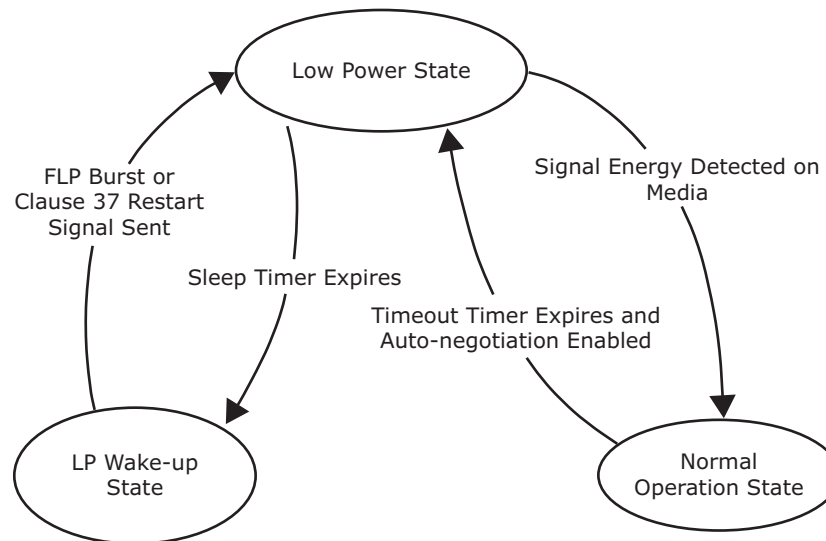 Low Power State
FLP Burst or
Clause 37 Restart
Signal Sent
Signal Energy Detected on
Media
Sleep Timer Expires
Timeout Timer Expires and
Auto-negotiation Enabled
LP Wake-up
State
Normal
Operation State